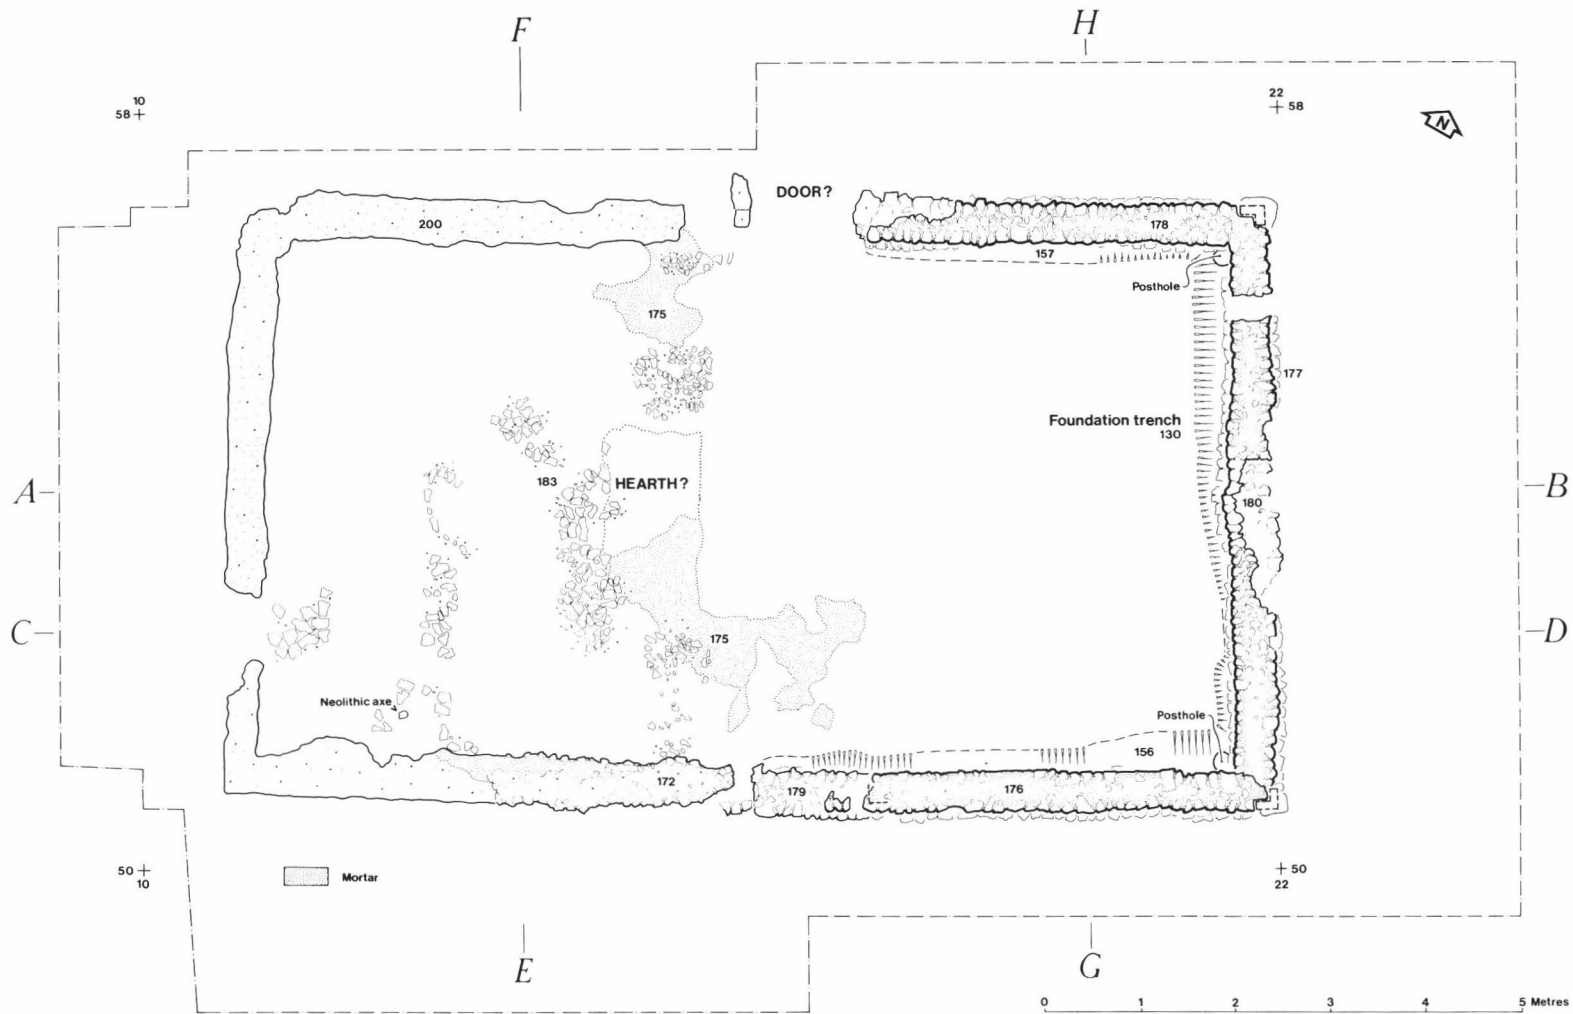 F
H
10
58
22
58
N
DOOR?
200
178
157
Posthole
175
177
Foundation trench
130
A
183
HEARTH?
180
B
C
175
D
Neolithic axe
Posthole
156
172
179
176
50
10
Mortar
50
22
E
G
0 1 2 3 4 5 Metres